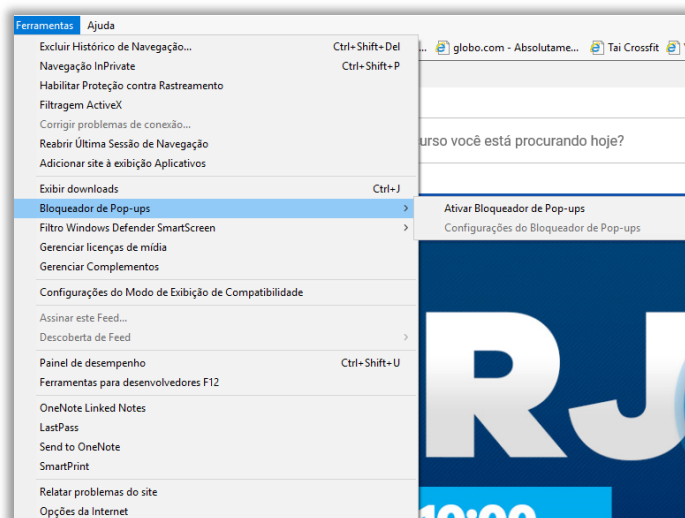 Ferramentas Ajuda
Excluir Histórico de Navegação... Ctrl+Shift+Del
Navegação InPrivate Ctrl+Shift+P
Habilitar Proteção contra Rastreamento
Filtragem ActiveX
Corrigir problemas de conexão...
Reabrir Última Sessão de Navegação
Adicionar site à exibição Aplicativos
Exibir downloads Ctrl+J
Bloqueador de Pop-ups
Filtro Windows Defender SmartScreen
Gerenciar licenças de mídia
Gerenciar Complementos
Configurações do Modo de Exibição de Compatibilidade
Assinar este Feed...
Descoberta de Feed
Painel de desempenho Ctrl+Shift+U
Ferramentas para desenvolvedores F12
OneNote Linked Notes
LastPass
Send to OneNote
SmartPrint
Relatar problemas do site
Opções da Internet
... globo.com - Absolutame... Tai Crossfit
urso você está procurando hoje?
Ativar Bloqueador de Pop-ups
Configurações do Bloqueador de Pop-ups
RJ